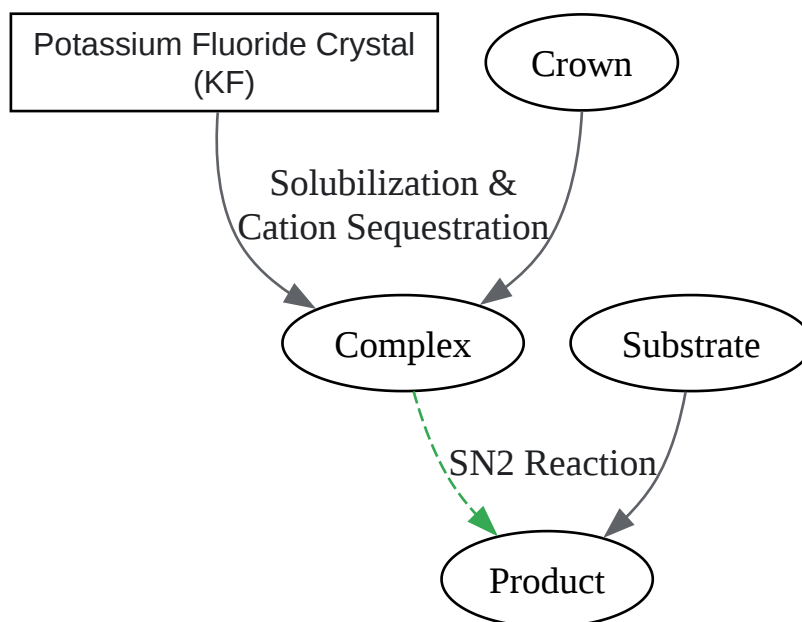 Potassium Fluoride Crystal
(KF)
Crown
Solubilization &
Cation Sequestration
Complex
Substrate
SN2 Reaction
Product